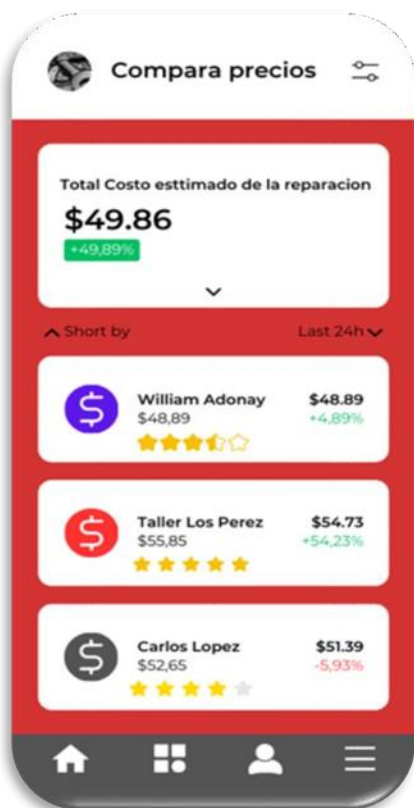 Compara precios
Total Costo esttimado de la reparacion
$49.86
+49,89%
Short by Last 24h
William Adonay $48.89
$48,89 +4,89%
Taller Los Perez $54.73
$55,85 +54,23%
Carlos Lopez $51.39
$52,65 -5,93%